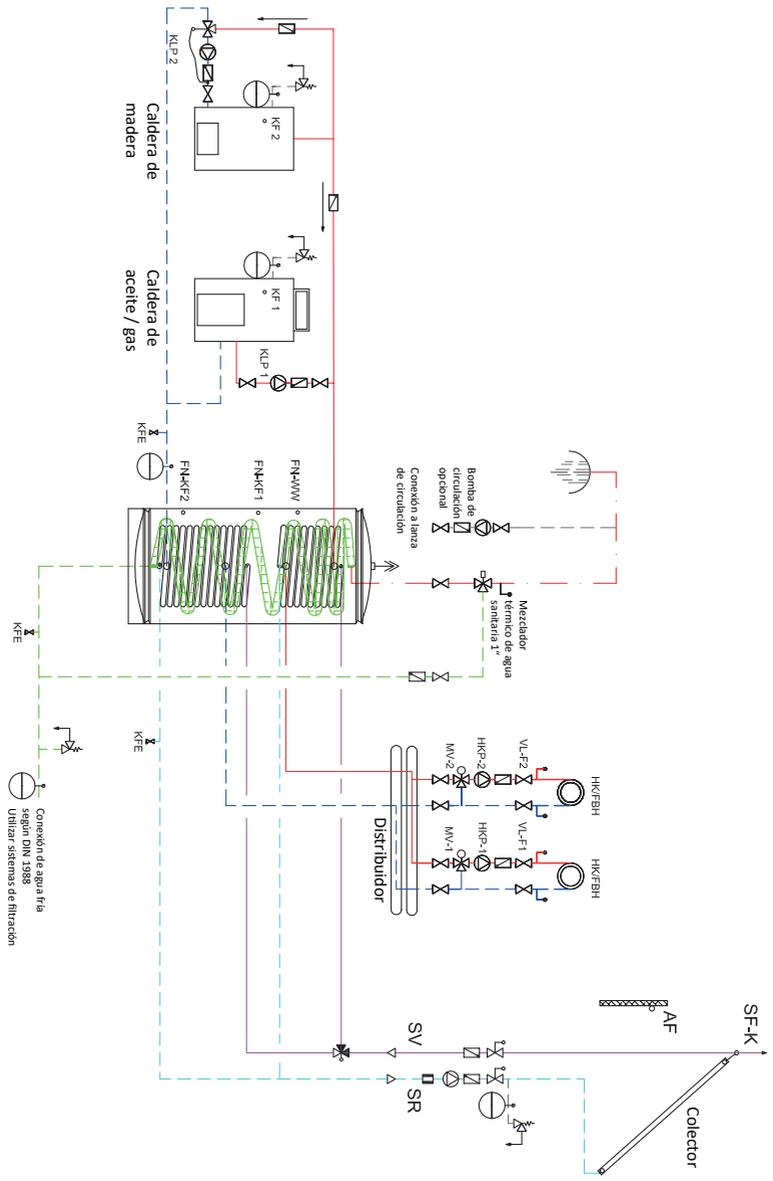 SF-K
AF
Colector
SV
SR
HK/FBH
HK/FBH
VL-F2
HKP-2
MV-2
VL-F1
HKP-1
MV-1
Distribuidor
Mezclador
térmico de agua
sanitaria 1"
Bomba de
circulación
opcional
Conexión a lanza
de circulación
FN-WW
FN-KF1
FN-KF2
KF 2
KLP 2
Caldera de
madera
KF 1
KLP 1
Caldera de
aceite / gas
KFE
KFE
KFE
Conexión de agua fría
según DIN 1988
Utilizar sistemas de filtración